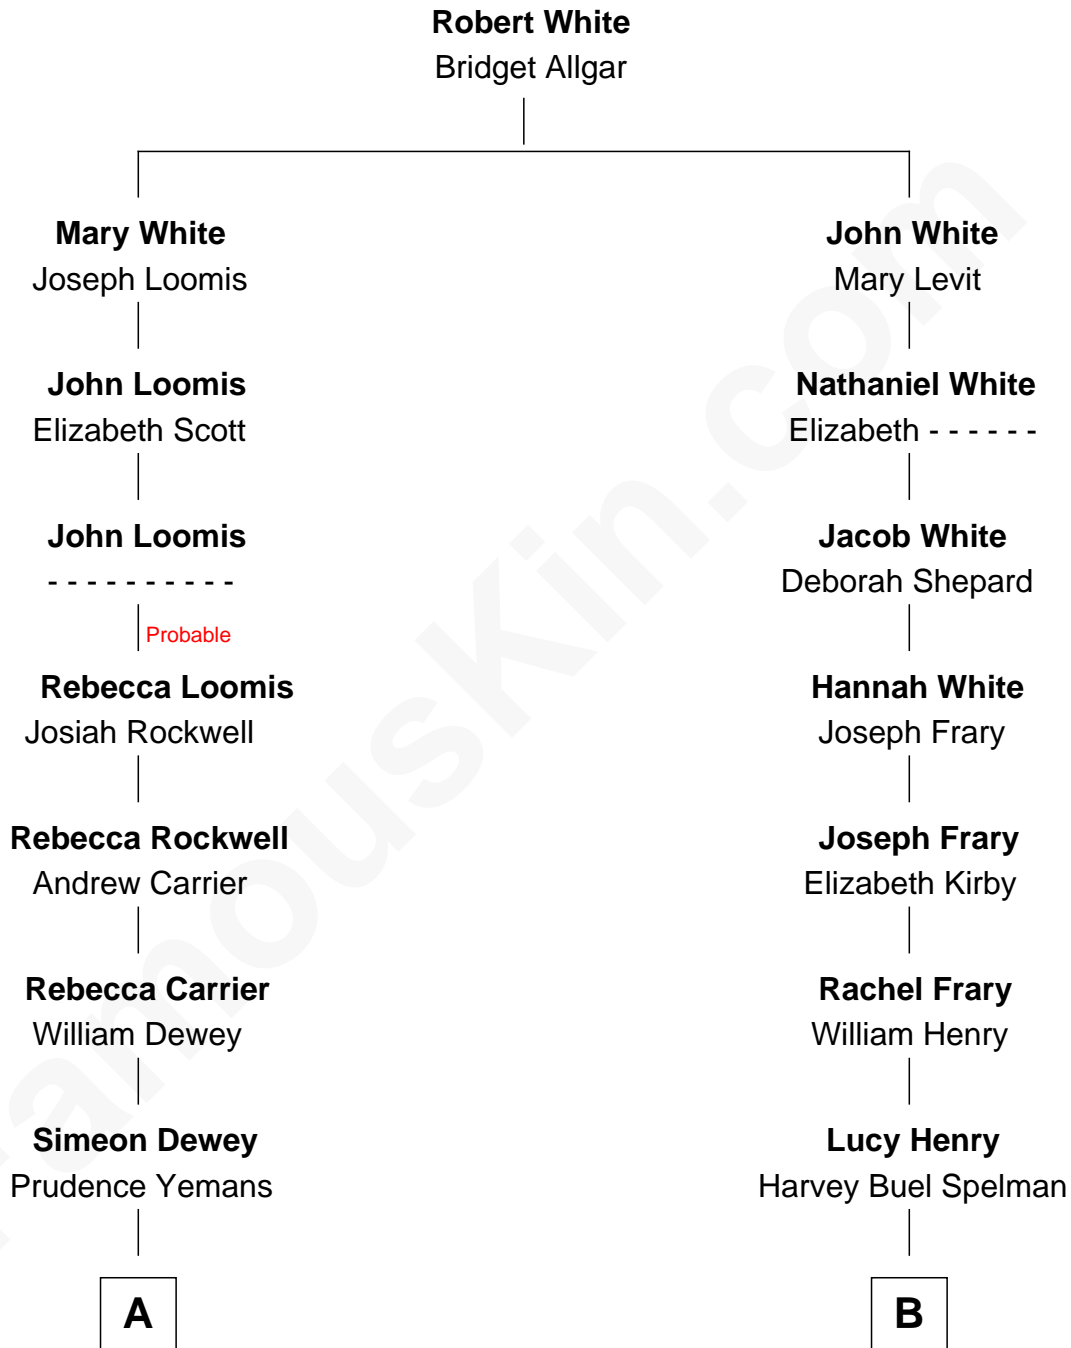 Robert White
Bridget Allgar
Mary White
Joseph Loomis
John Loomis
Elizabeth Scott
John Loomis
- - - - - - - - - -
Probable
Rebecca Loomis
Josiah Rockwell
Rebecca Rockwell
Andrew Carrier
Rebecca Carrier
William Dewey
Simeon Dewey
Prudence Yemans
A
John White
Mary Levit
Nathaniel White
Elizabeth - - - - - -
Jacob White
Deborah Shepard
Hannah White
Joseph Frary
Joseph Frary
Elizabeth Kirby
Rachel Frary
William Henry
Lucy Henry
Harvey Buel Spelman
B
FamousKin.com